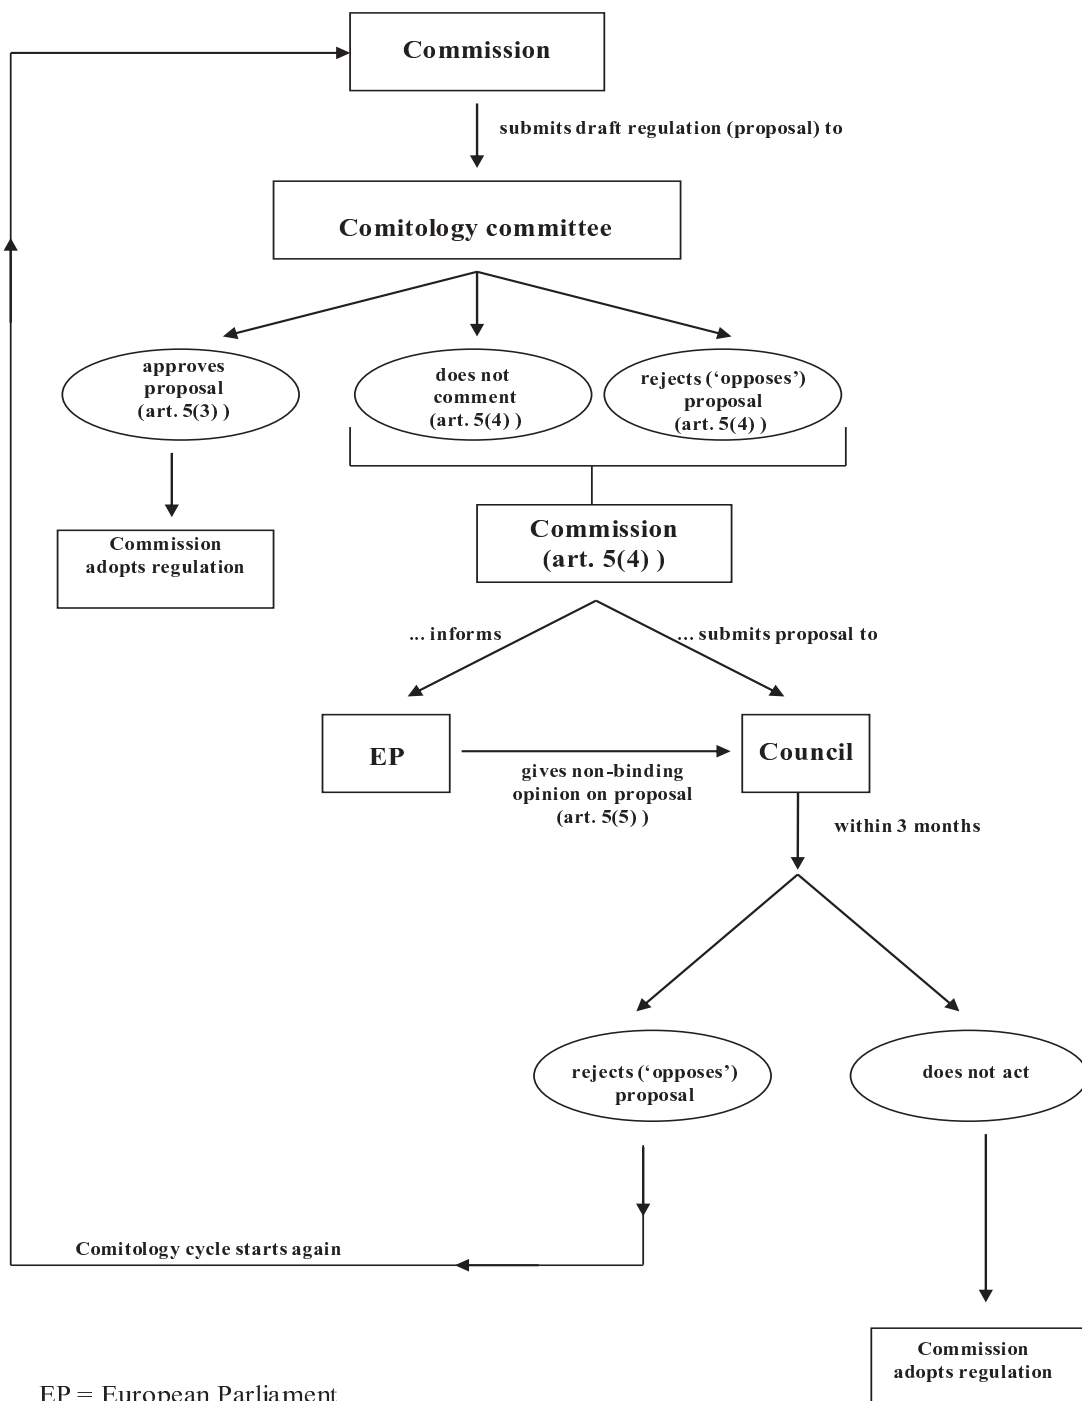 Commission
submits draft regulation (proposal) to
Comitology committee
approves
proposal
(art. 5(3) )
does not
comment
(art. 5(4) )
rejects (‘opposes’)
proposal
(art. 5(4) )
Commission
adopts regulation
Commission
(art. 5(4) )
... informs
... submits proposal to
EP
gives non-binding
opinion on proposal
(art. 5(5) )
Council
within 3 months
rejects (‘opposes’)
proposal
does not act
Comitology cycle starts again
Commission
adopts regulation
EP = European Parliament